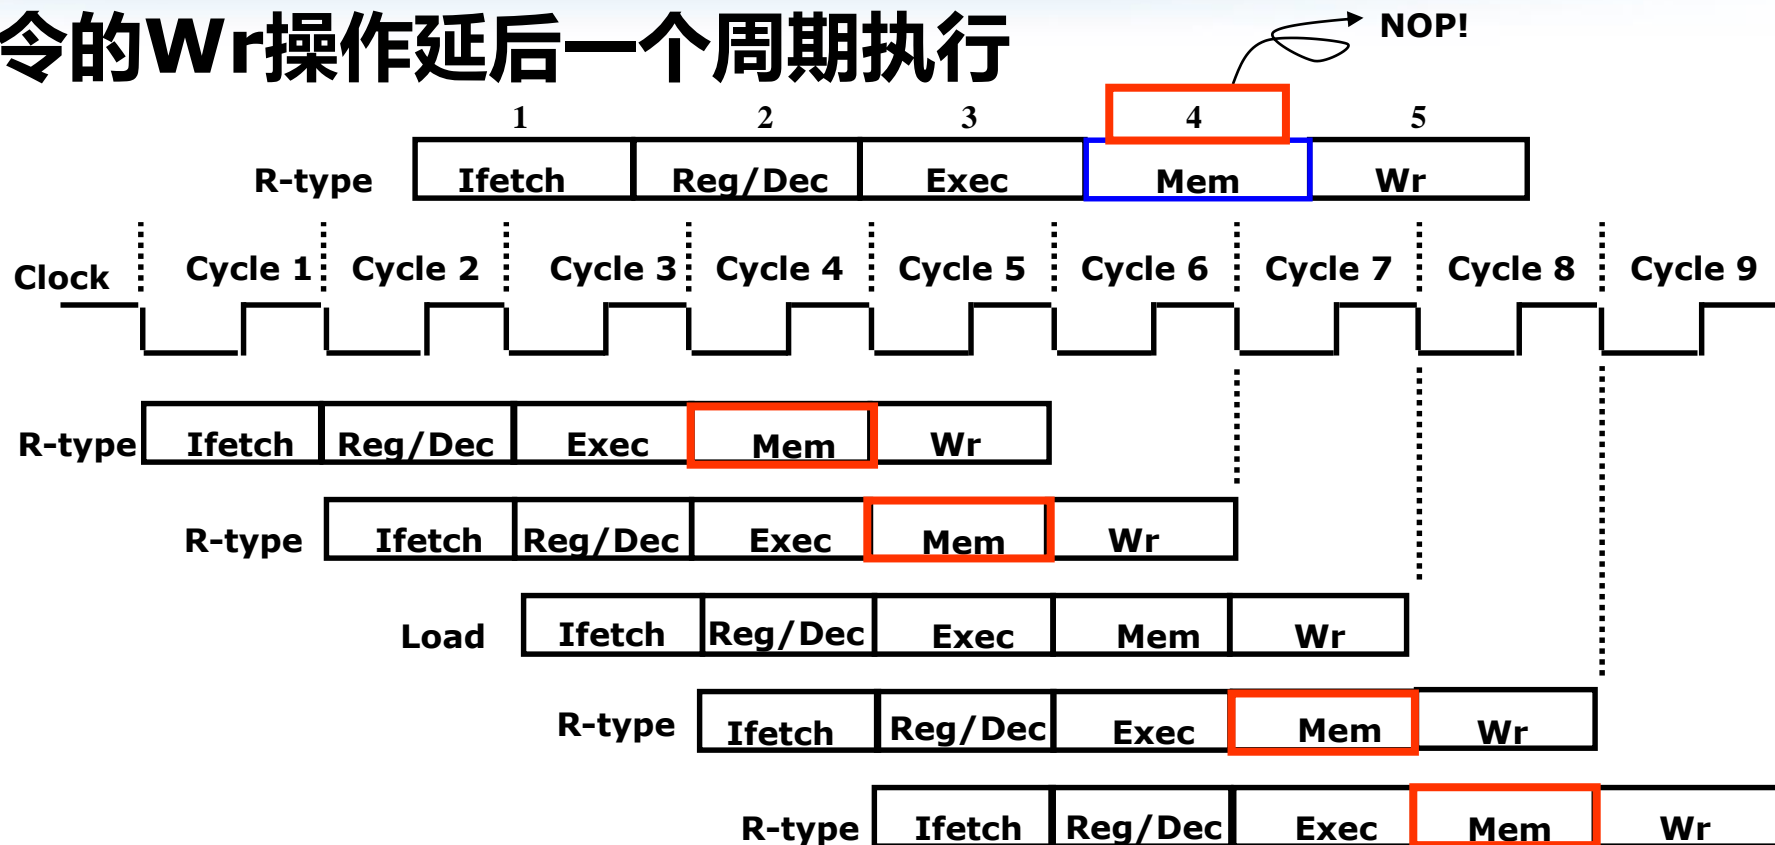 令的Wr操作延后一个周期执行
NOP!
1 2 3 4 5
R-type Ifetch Reg/Dec Exec Mem Wr
Clock Cycle 1 Cycle 2 Cycle 3 Cycle 4 Cycle 5 Cycle 6 Cycle 7 Cycle 8 Cycle 9
R-type Ifetch Reg/Dec Exec Mem Wr
R-type Ifetch Reg/Dec Exec Mem Wr
Load Ifetch Reg/Dec Exec Mem Wr
R-type Ifetch Reg/Dec Exec Mem Wr
R-type Ifetch Reg/Dec Exec Mem Wr